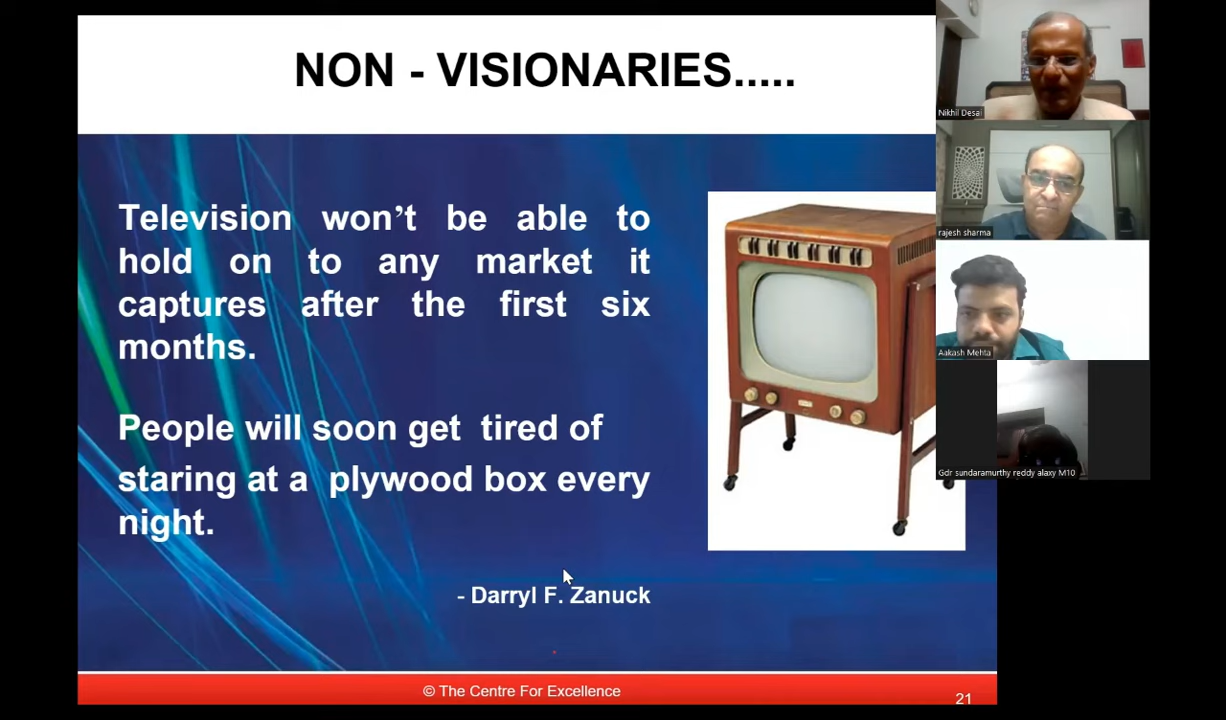 NON - VISIONARIES.....
Television won’t be able to
hold on to any market it
captures after the first six
months.
People will soon get tired of
staring at a plywood box every
night.
- Darryl F. Zanuck
© The Centre For Excellence
21
Nikhil Desai
rajesh sharma
Aakash Mehta
Gdr sundaramurthy reddy alaxy M10